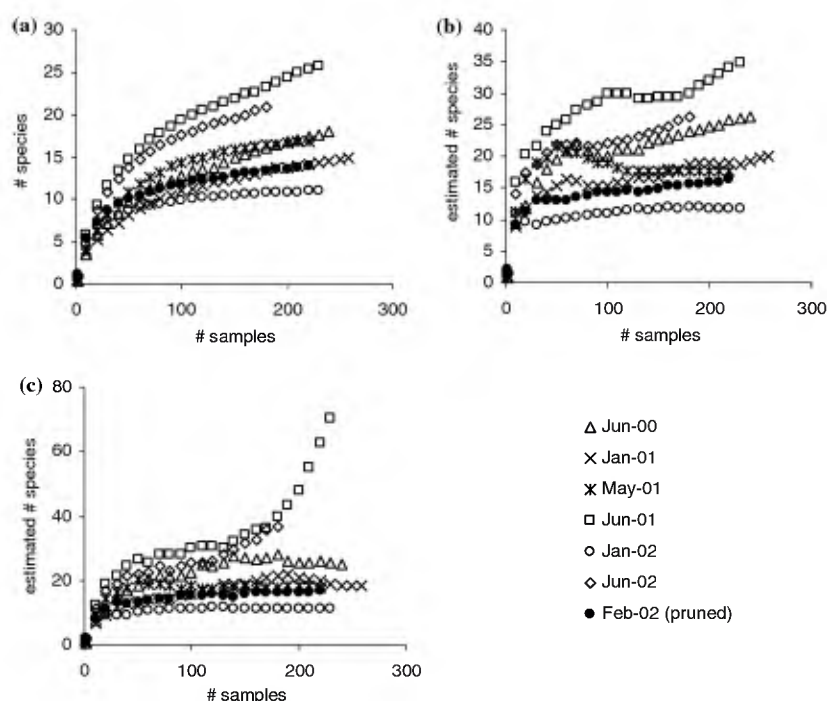 (a)
30
25
20
15
10
5
0
# species
0 100 200 300
# samples
(b)
40
35
30
25
20
15
10
5
0
estimated # species
0 100 200 300
# samples
(c)
80
60
40
20
0
estimated # species
0 100 200 300
# samples
Jun-00
Jan-01
May-01
Jun-01
Jan-02
Jun-02
Feb-02 (pruned)